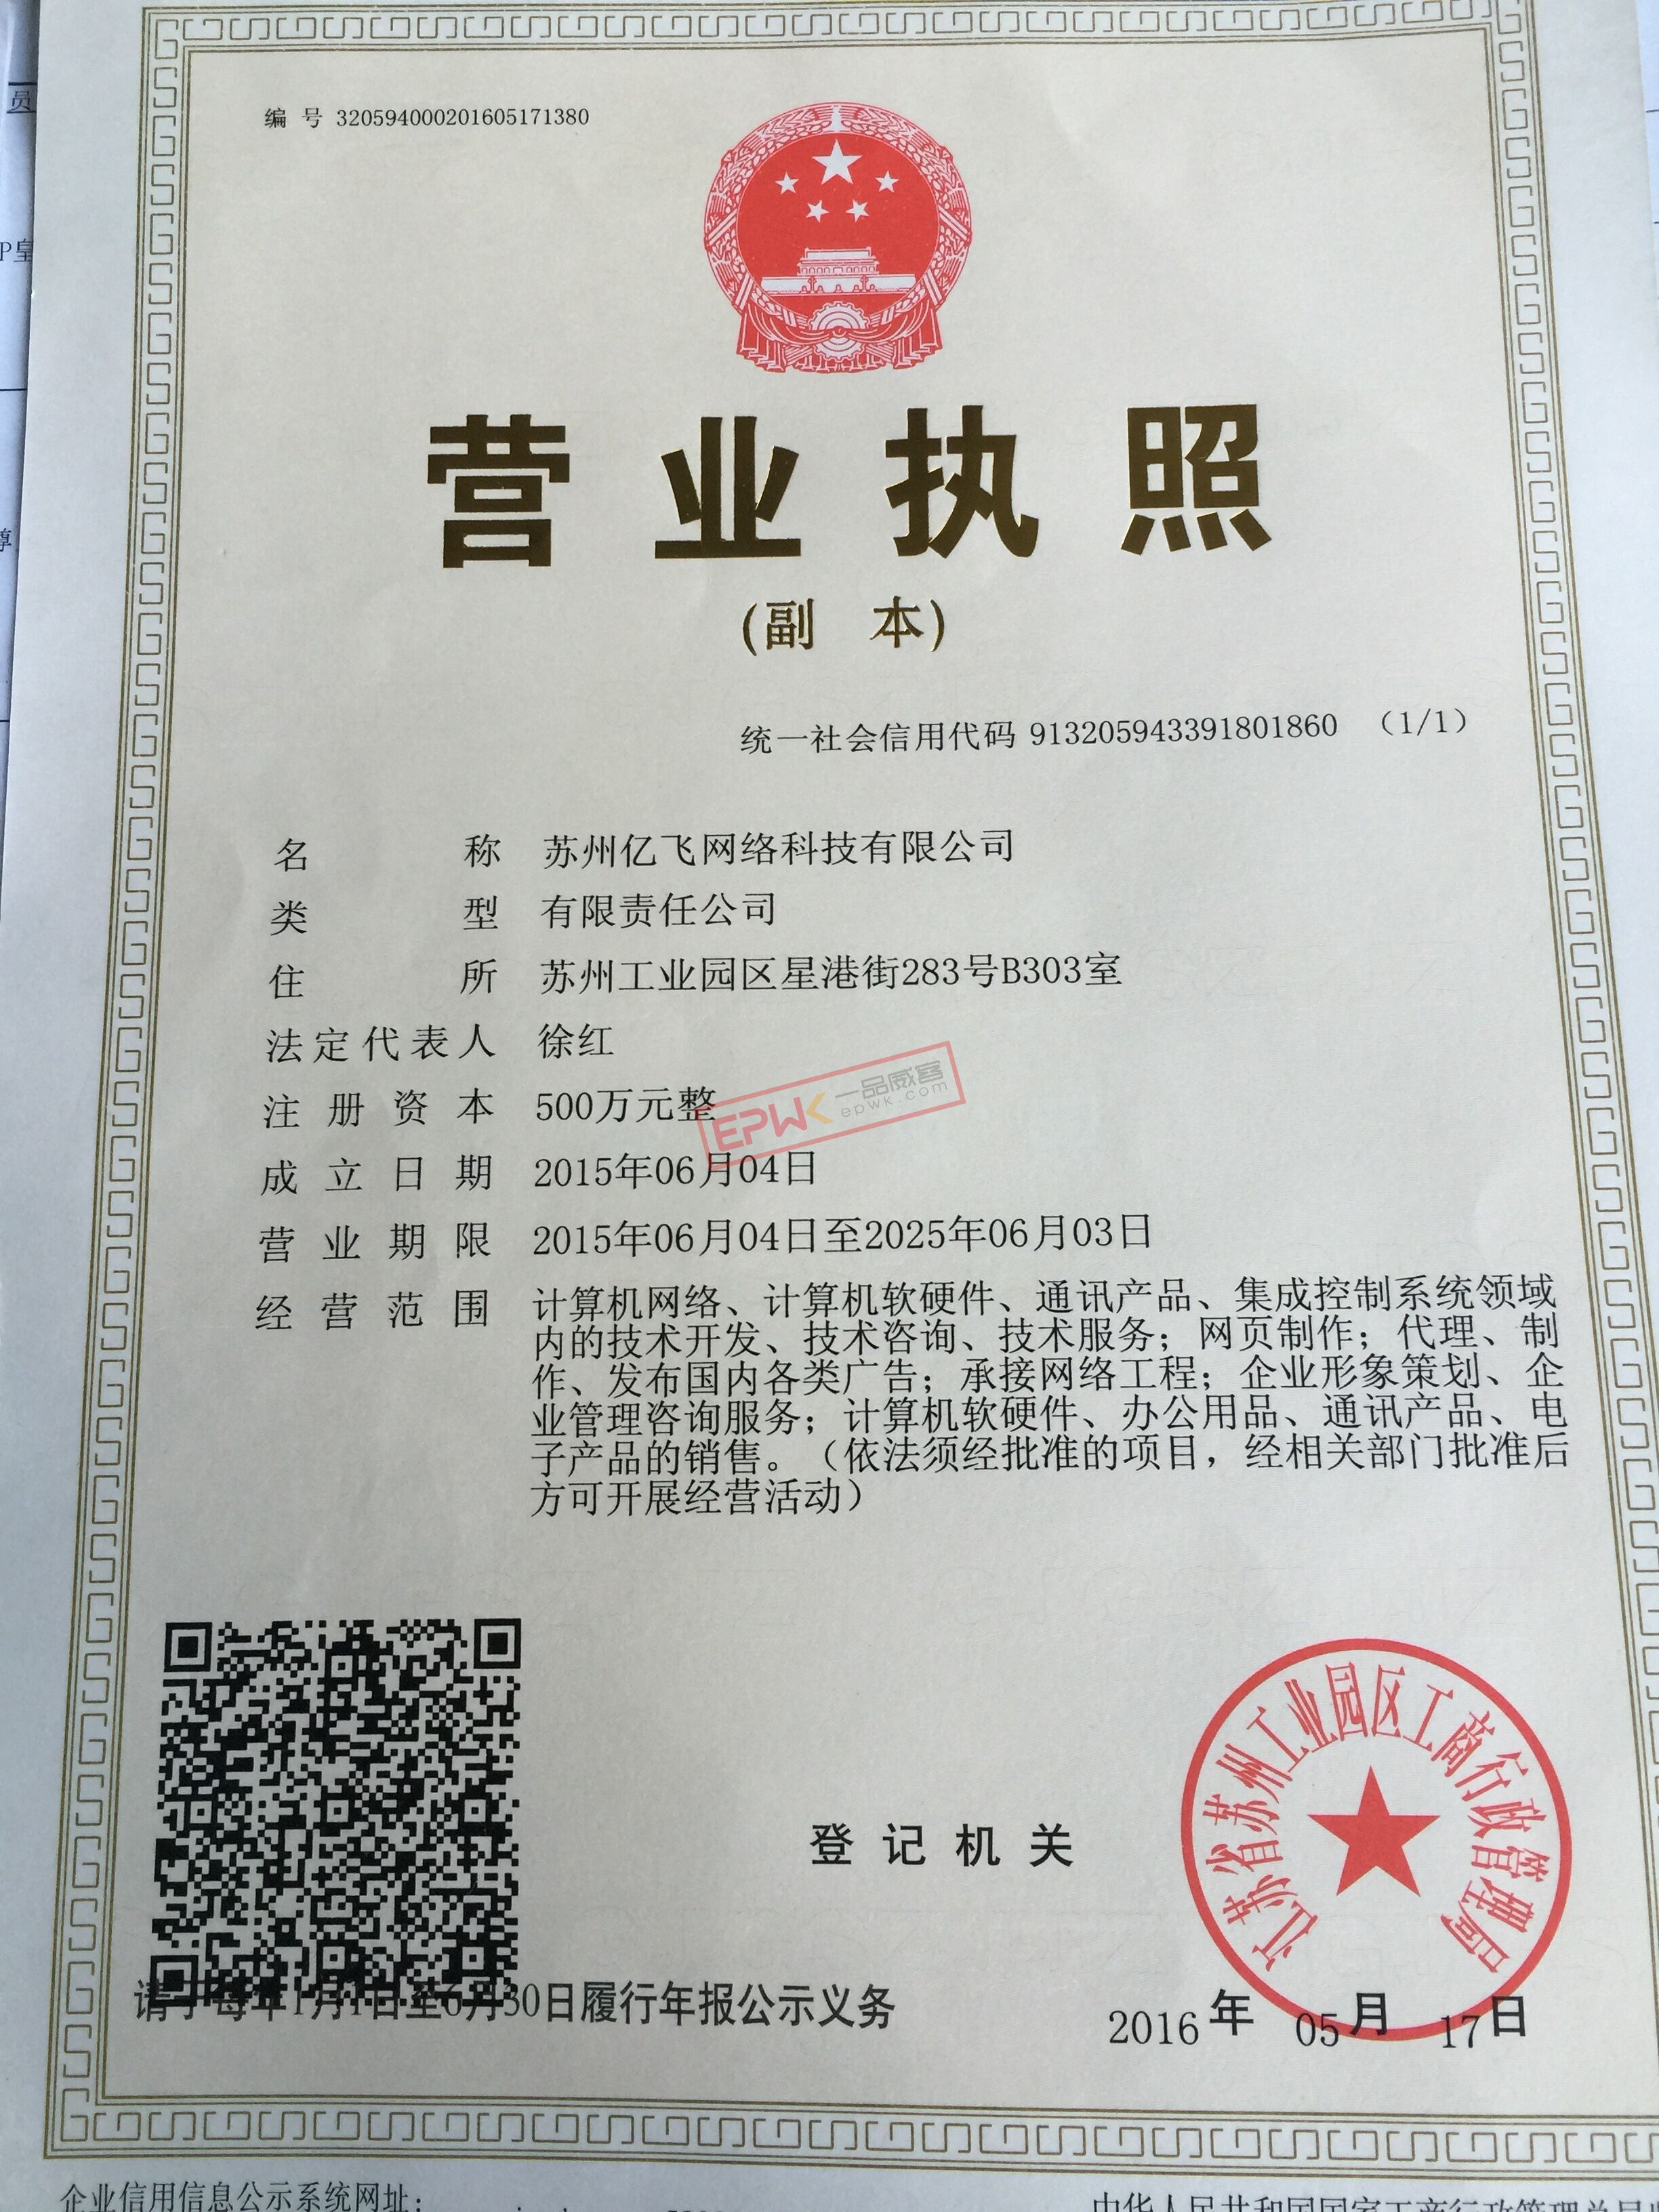 编 号 320594000201605171380
营业执照
(副 本)
统一社会信用代码 913205943391801860 （1/1）
名 称 苏州亿飞网络科技有限公司
类 型 有限责任公司
住 所 苏州工业园区星港街283号B303室
法定代表人 徐红
注册资本 500万元整
EPWK 一品威客
epwk.com
成立日期 2015年06月04日
营业期限 2015年06月04日至2025年06月03日
经营范围 计算机网络、计算机软硬件、通讯产品、集成控制系统领域
内的技术开发、技术咨询、技术服务；网页制作；代理、制
作、发布国内各类广告；承接网络工程；企业形象策划、企
业管理咨询服务；计算机软硬件、办公用品、通讯产品、电
子产品的销售。（依法须经批准的项目，经相关部门批准后
方可开展经营活动）
江苏省苏州工业园区工商行政管理局
登记机关
请于每年1月1日至6月30日履行年报公示义务
2016年 05月 17日
企业信用信息公示系统网址：
中华人民共和国国家工商行政管理总局